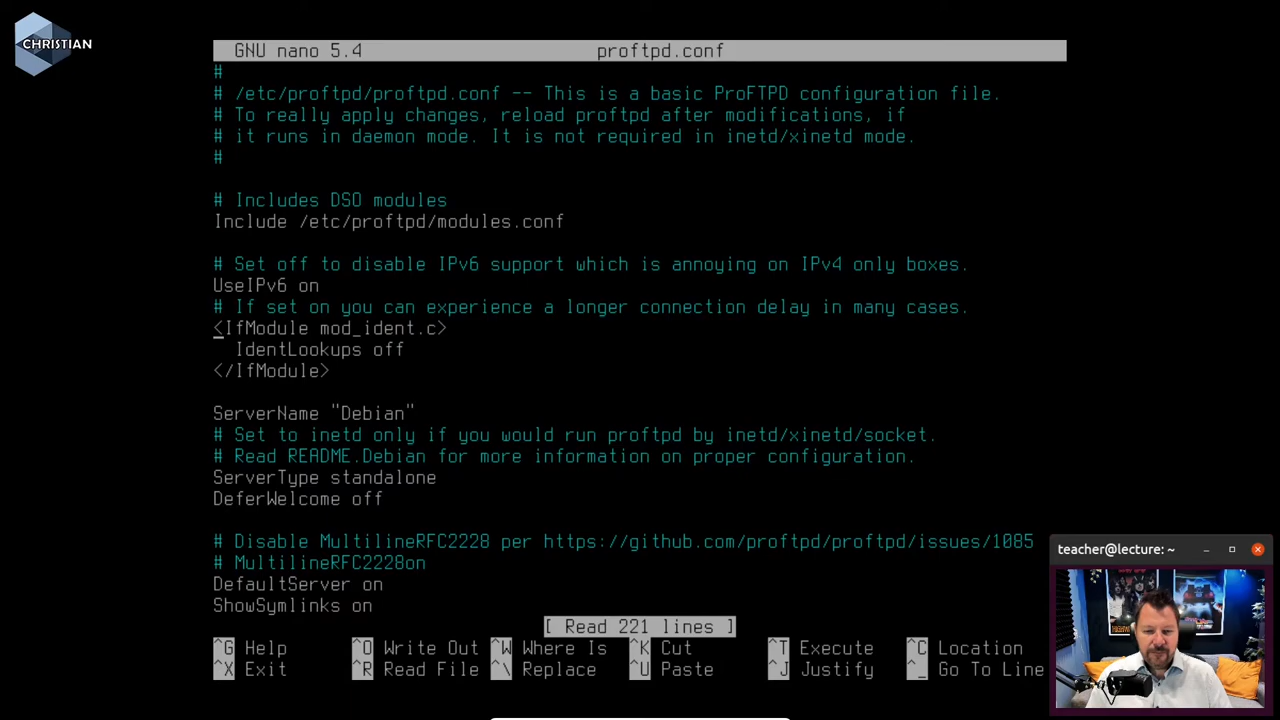 CHRISTIAN
GNU nano 5.4 proftpd.conf
#
# /etc/proftpd/proftpd.conf -- This is a basic ProFTPD configuration file.
# To really apply changes, reload proftpd after modifications, if
# it runs in daemon mode. It is not required in inetd/xinetd mode.
#
# Includes DSO modules
Include /etc/proftpd/modules.conf
# Set off to disable IPv6 support which is annoying on IPv4 only boxes.
UseIPv6 on
# If set on you can experience a longer connection delay in many cases.
<IfModule mod_ident.c>
IdentLookups off
</IfModule>
ServerName "Debian"
# Set to inetd only if you would run proftpd by inetd/xinetd/socket.
# Read README.Debian for more information on proper configuration.
ServerType standalone
DeferWelcome off
# Disable MultilineRFC2228 per https://github.com/proftpd/proftpd/issues/1085
# MultilineRFC2228on
DefaultServer on
ShowSymlinks on
teacher@lecture: ~
[ Read 221 lines ]
^G Help ^O Write Out ^W Where Is ^K Cut ^T Execute ^C Location
^X Exit ^R Read File ^\ Replace ^U Paste ^J Justify ^_ Go To Line